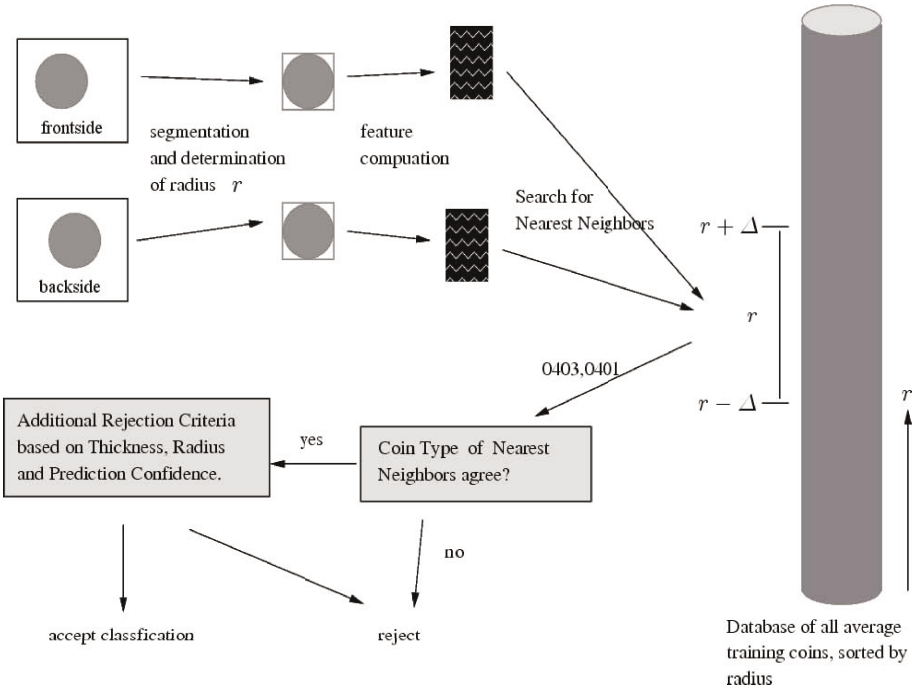 frontside
segmentation
and determination
of radius r
feature
compuation
backside
Search for
Nearest Neighbors
r + Δ
r
r − Δ
r
0403,0401
Additional Rejection Criteria
based on Thickness, Radius
and Prediction Confidence.
yes
Coin Type of Nearest
Neighbors agree?
no
accept classfication
reject
Database of all average
training coins, sorted by
radius